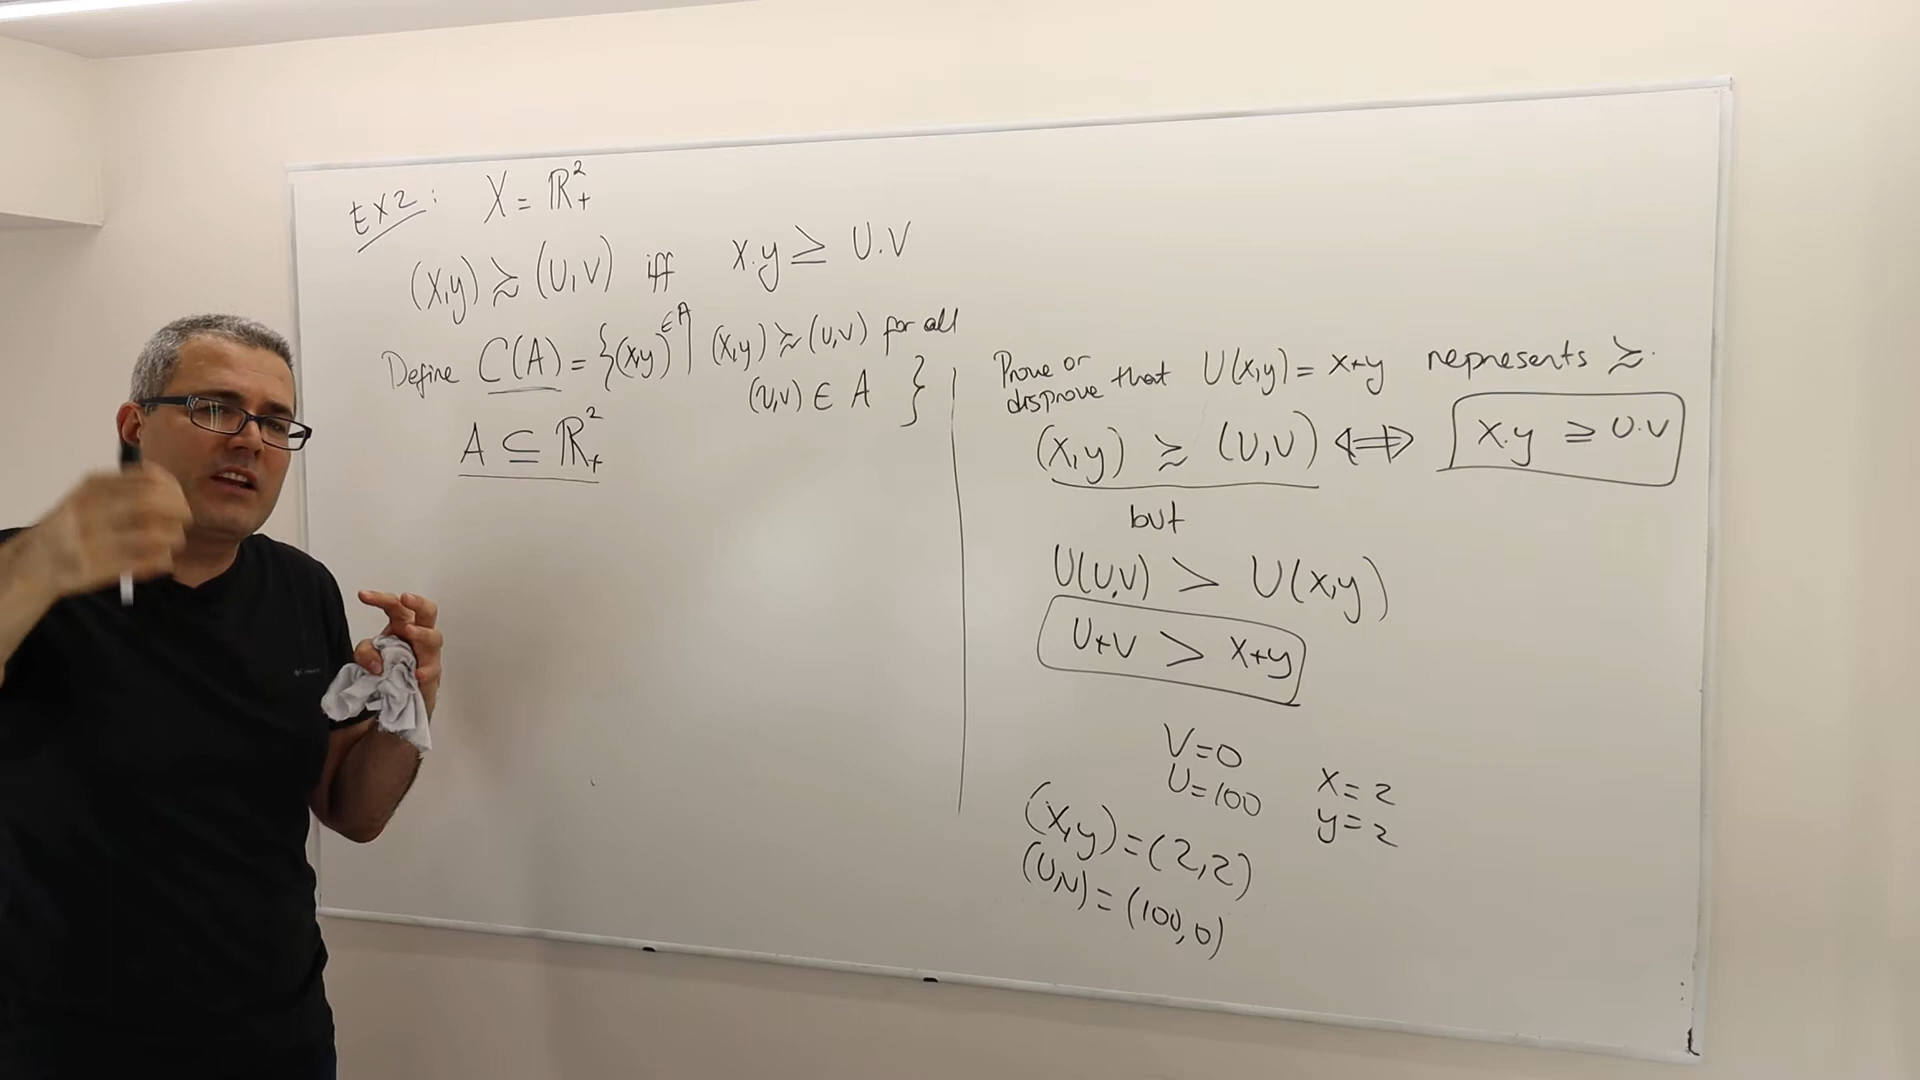 EX2: X = ℝ²₊
(x,y) ≿ (U,V) iff x.y ≥ U.V
Define C(A) = {(x,y)^∈A | (x,y) ≿ (U,V) for all
(U,V) ∈ A }
A ⊆ ℝ²₊
Prove or
disprove that U(x,y) = x+y represents ≿.
(x,y) ≿ (U,V) ⟺ x.y ≥ U.V
but
U(U,V) > U(x,y)
U+V > x+y
V=0
U=100
x=2
y=2
(x,y)=(2,2)
(U,V)=(100,0)